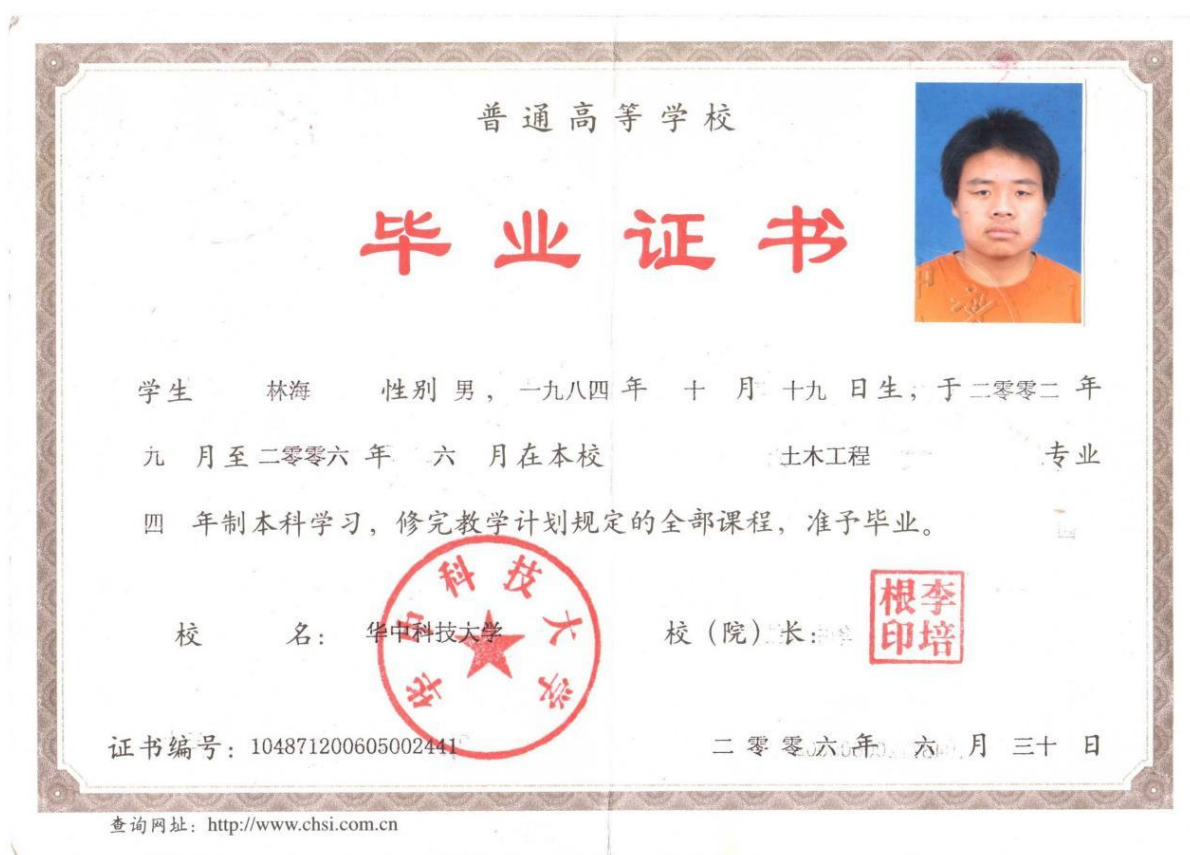 普通高等学校
毕业证书
学生 林海 性别 男，一九八四 年 十 月 十九 日生，于 二零零二 年
九 月至 二零零六 年 六 月在本校 土木工程 专业
四 年制本科学习，修完教学计划规定的全部课程，准予毕业。
校 名： 华中科技大学 校（院）长：
华中科技大学
李培根印
证书编号：104871200605002441 二零零六年 六 月 三十 日
查询网址：http://www.chsi.com.cn